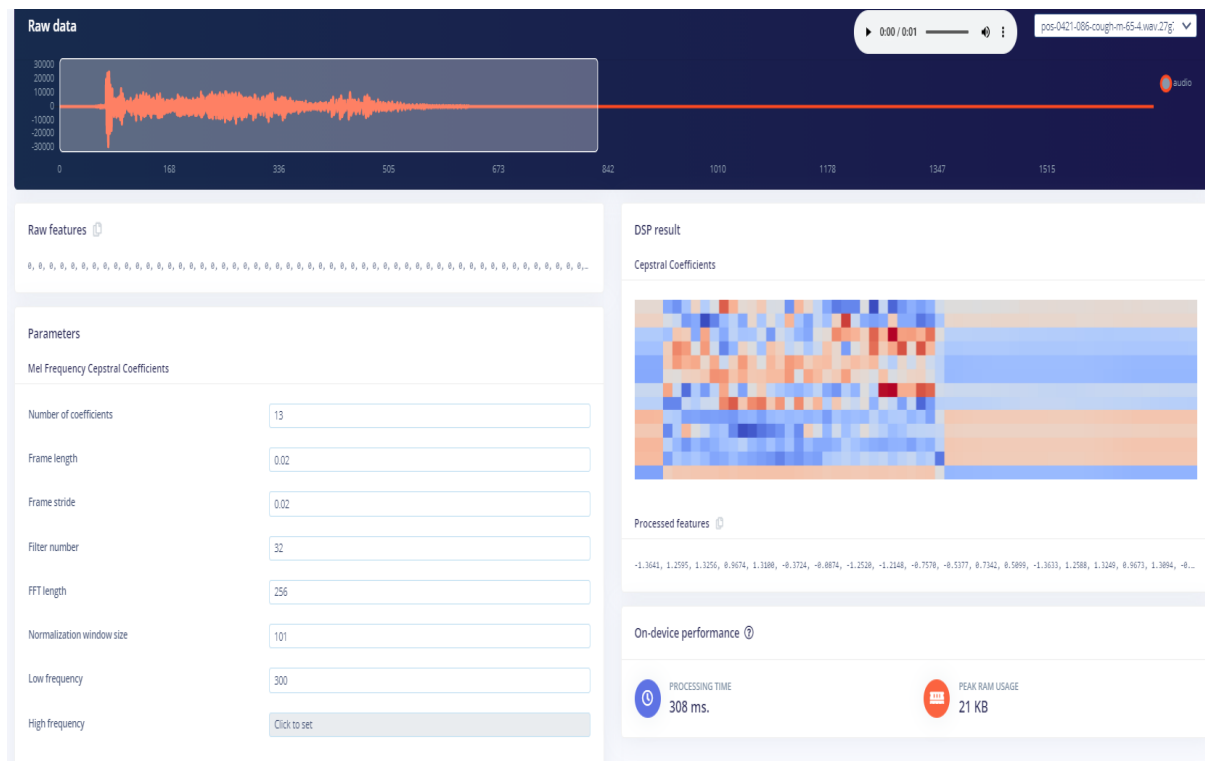 Raw data
0:00 / 0:01
pos-0421-086-cough-m-65-4.wav.27g
30000
20000
10000
0
-10000
-20000
-30000
audio
0 168 336 505 673 842 1010 1178 1347 1515
Raw features
0, 0, 0, 0, 0, 0, 0, 0, 0, 0, 0, 0, 0, 0, 0, 0, 0, 0, 0, 0, 0, 0, 0, 0, 0, 0, 0, 0, 0, 0, 0, 0, 0, 0, 0, 0, 0, 0, 0, 0, 0, 0, 0, 0, 0, 0, 0, 0, 0, 0, 0, 0,...
Parameters
Mel Frequency Cepstral Coefficients
Number of coefficients 13
Frame length 0.02
Frame stride 0.02
Filter number 32
FFT length 256
Normalization window size 101
Low frequency 300
High frequency Click to set
DSP result
Cepstral Coefficients
Processed features
-1.3641, 1.2595, 1.3256, 0.9674, 1.3100, -0.3724, -0.0874, -1.2520, -1.2148, -0.7570, -0.5377, 0.7342, 0.5099, -1.3633, 1.2588, 1.3249, 0.9673, 1.3094, -0...
On-device performance ?
PROCESSING TIME
308 ms.
PEAK RAM USAGE
21 KB